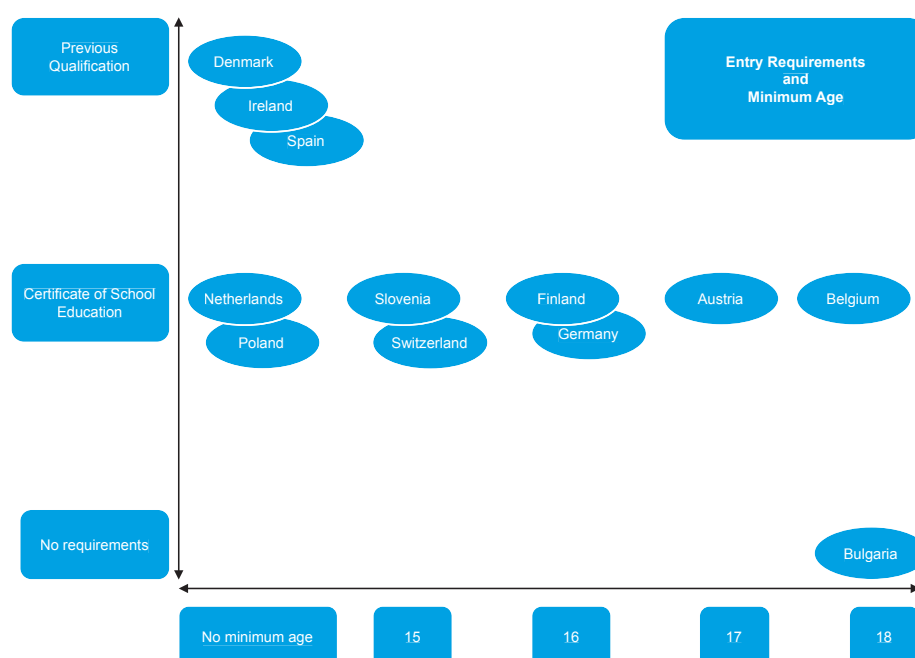 Previous
Qualification
Denmark
Ireland
Spain
Entry Requirements
and
Minimum Age
Certificate of School
Education
Netherlands
Poland
Slovenia
Switzerland
Finland
Germany
Austria
Belgium
No requirements
Bulgaria
No minimum age
15
16
17
18